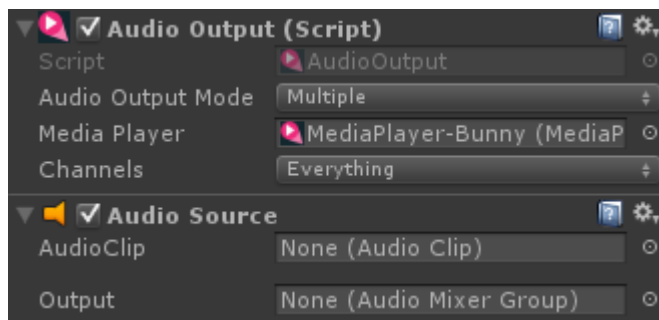 Audio Output (Script)
Script AudioOutput
Audio Output Mode Multiple
Media Player MediaPlayer-Bunny (MediaP
Channels Everything
Audio Source
AudioClip None (Audio Clip)
Output None (Audio Mixer Group)